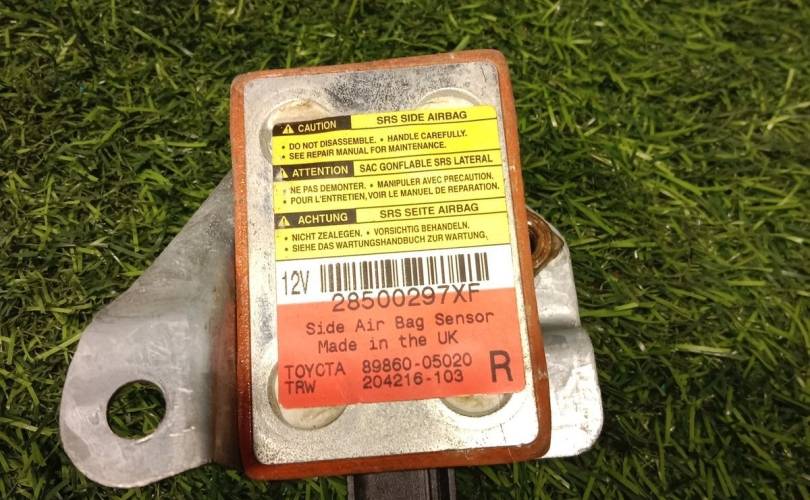 CAUTION SRS SIDE AIRBAG
• DO NOT DISASSEMBLE. • HANDLE CAREFULLY.
• SEE REPAIR MANUAL FOR MAINTENANCE.
ATTENTION SAC GONFLABLE SRS LATERAL
• NE PAS DEMONTER. • MANIPULER AVEC PRECAUTION.
• POUR L'ENTRETIEN, VOIR LE MANUEL DE REPARATION.
ACHTUNG SRS SEITE AIRBAG
• NICHT ZEALEGEN. • VORSICHTIG BEHANDELN.
• SIEHE DAS WARTUNGSHANDBUCH ZUR WARTUNG.
12V
28500297XF
Side Air Bag Sensor
Made in the UK
TOYOTA 89860-05020
TRW 204216-103 R